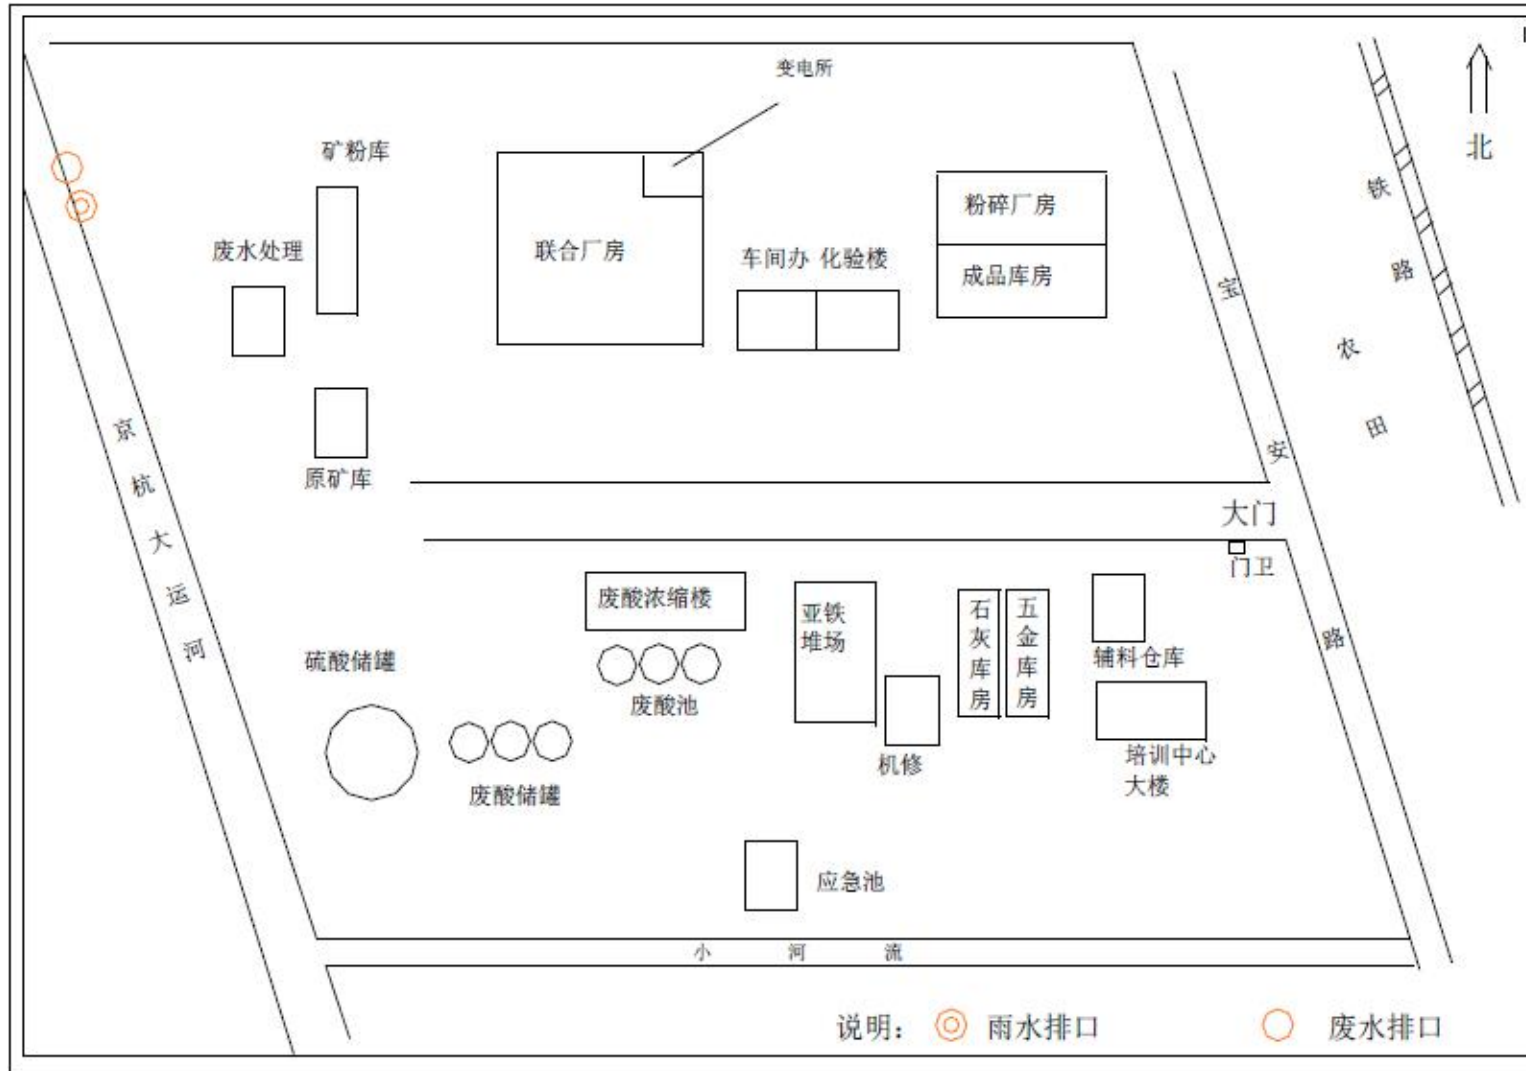 变电所
北
矿粉库
铁路
粉碎厂房
废水处理
联合厂房
车间办 化验楼
成品库房
宝安路
农田
京杭大运河
原矿库
大门
门卫
废酸浓缩楼
亚铁
堆场
石灰库房
五金库房
辅料仓库
硫酸储罐
废酸池
机修
培训中心
大楼
废酸储罐
应急池
小河流
说明: 雨水排口 废水排口